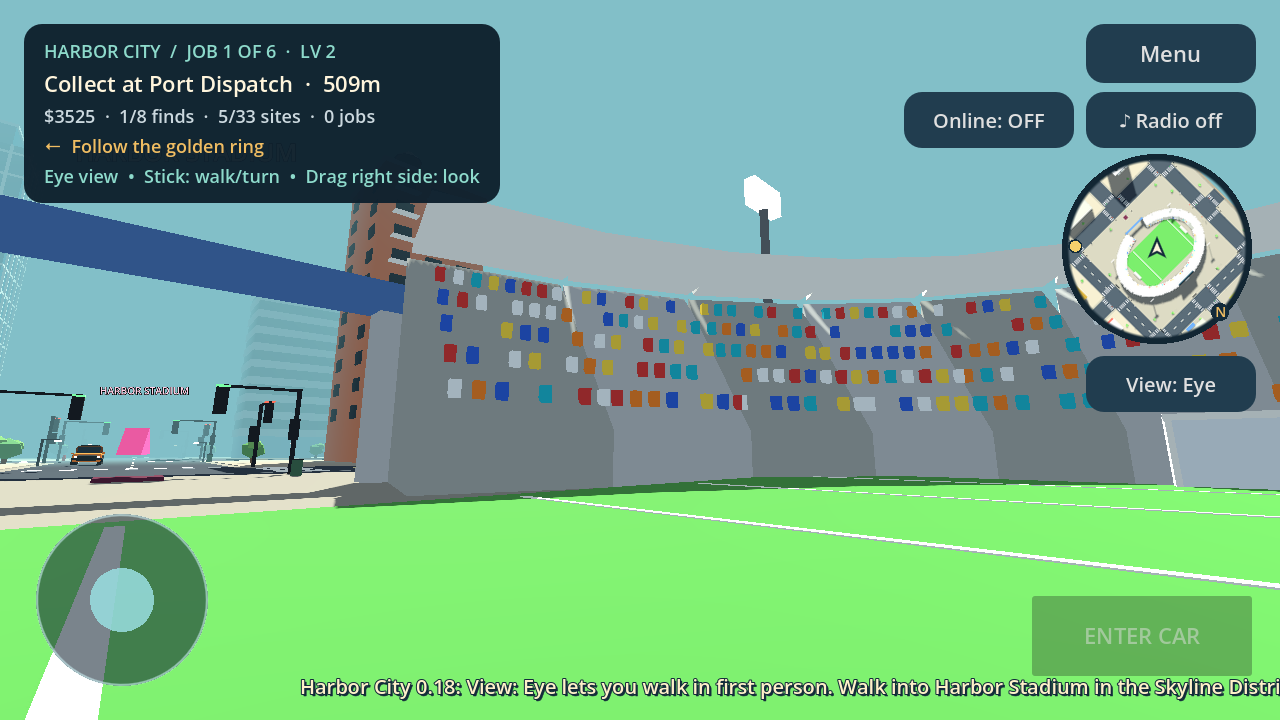 HARBOR CITY / JOB 1 OF 6 · LV 2
Collect at Port Dispatch · 509m
$3525 · 1/8 finds · 5/33 sites · 0 jobs
← Follow the golden ring
Eye view • Stick: walk/turn • Drag right side: look
Menu
Online: OFF
♪ Radio off
N
View: Eye
HARBOR STADIUM
ENTER CAR
Harbor City 0.18: View: Eye lets you walk in first person. Walk into Harbor Stadium in the Skyline Distri